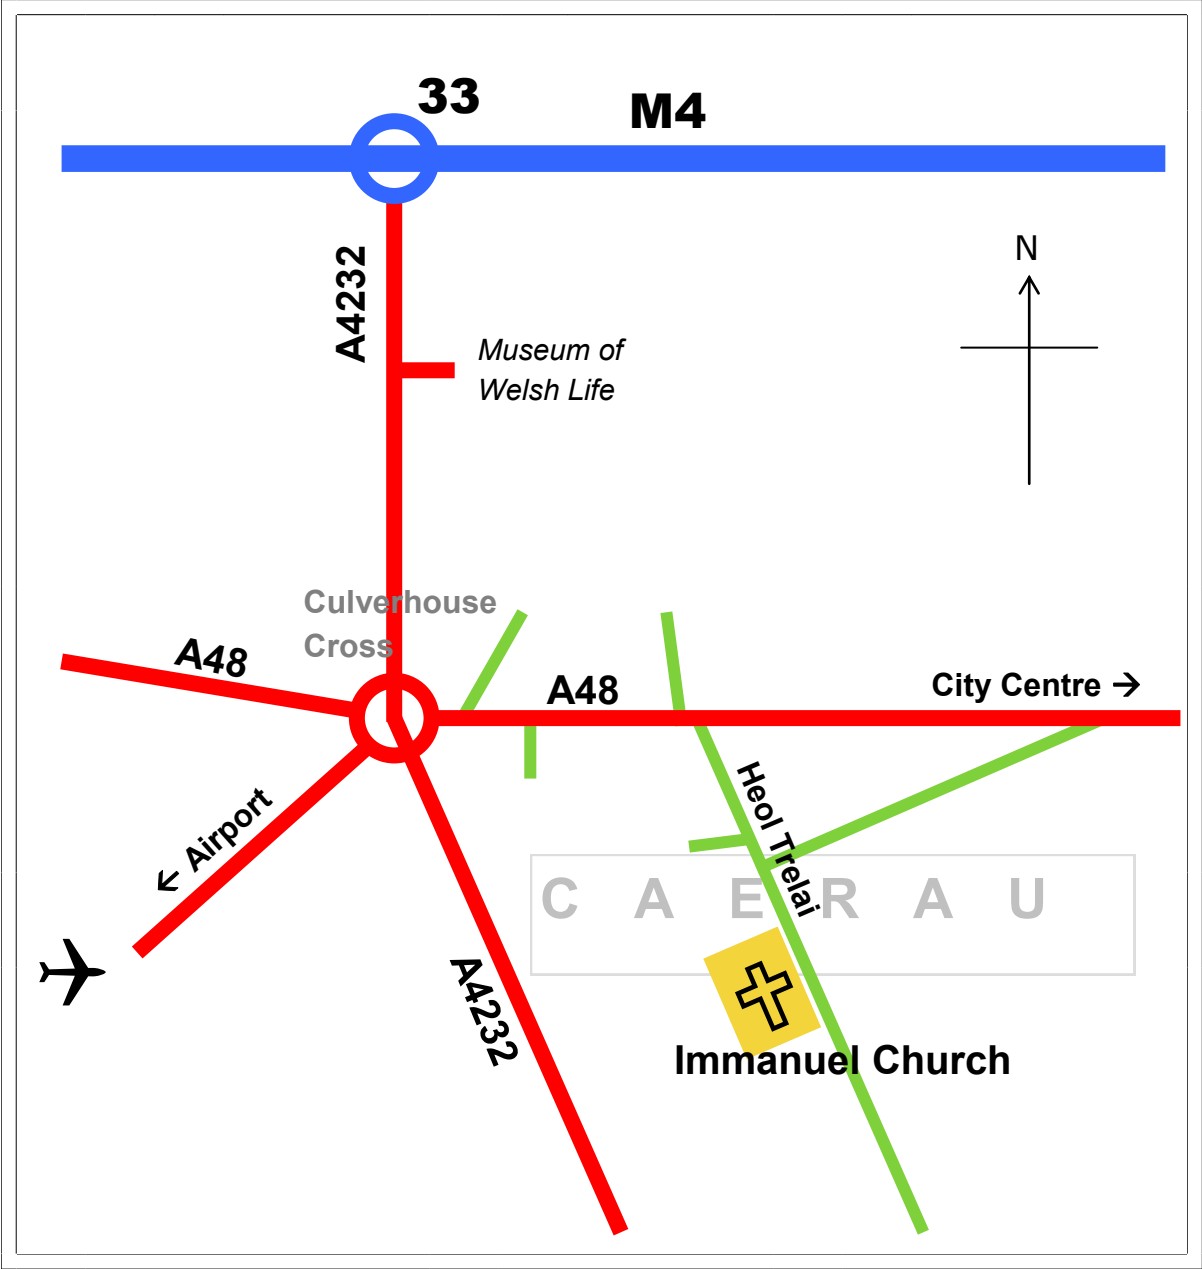 33
M4
A4232
N
Museum of
Welsh Life
Culverhouse
Cross
A48
A48
City Centre →
Heol Trelai
← Airport
C A E R A U
A4232
Immanuel Church